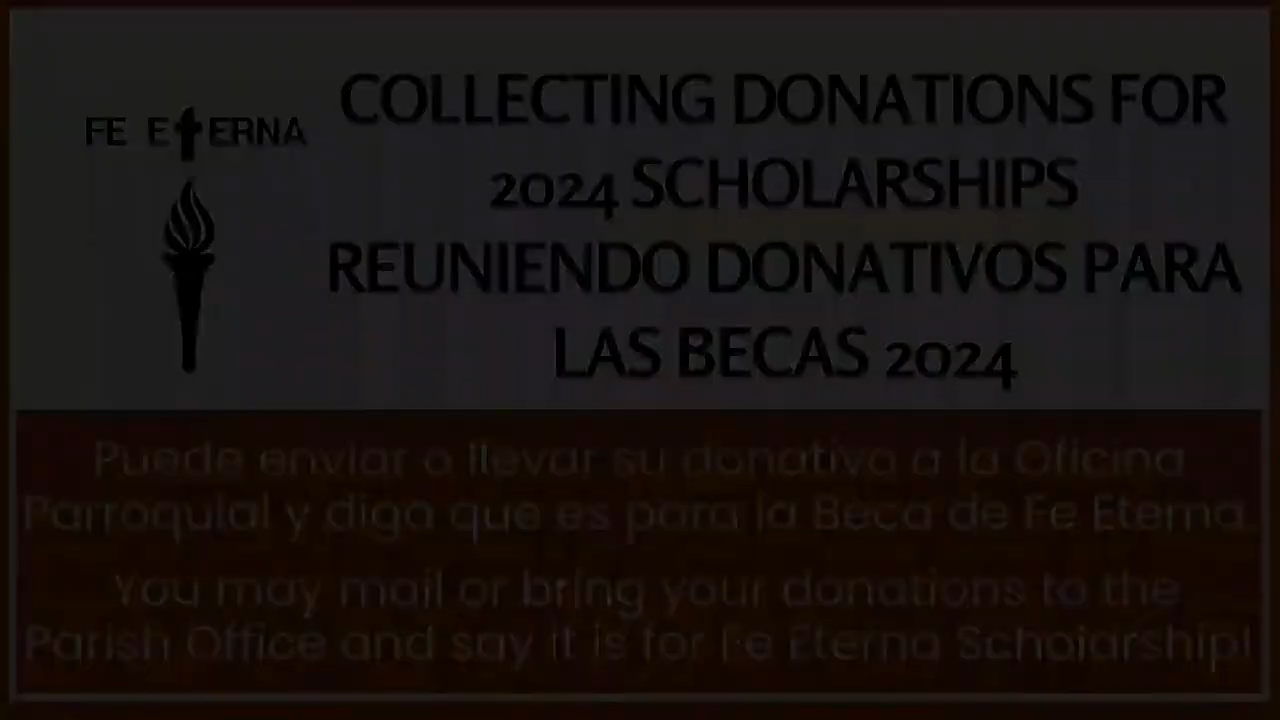 FE E ERNA
COLLECTING DONATIONS FOR
2024 SCHOLARSHIPS
REUNIENDO DONATIVOS PARA
LAS BECAS 2024
Puede enviar o llevar su donativo a la Oficina
Parroquial y diga que es para la Beca de Fe Eterna.
You may mail or bring your donations to the
Parish Office and say it is for Fe Eterna Scholarship!